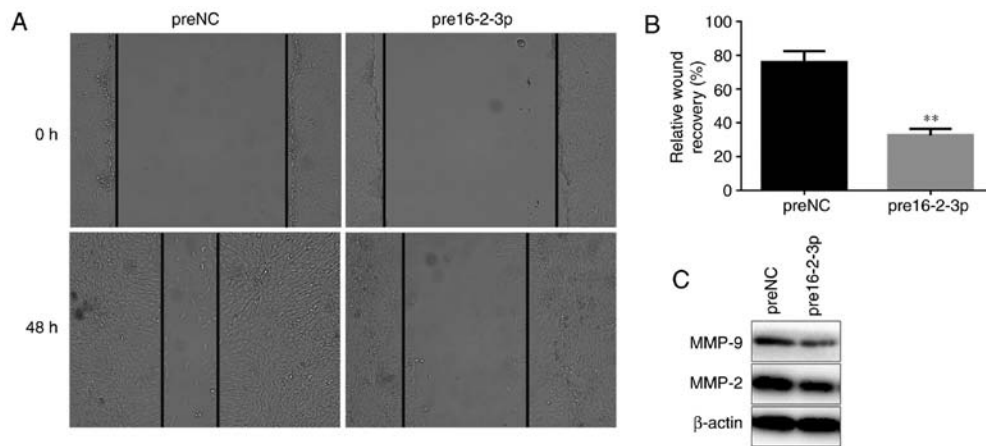 A
preNC
pre16-2-3p
0 h
48 h
B
Relative wound
recovery (%)
100
80
60
40
20
0
**
preNC
pre16-2-3p
C
preNC
pre16-2-3p
MMP-9
MMP-2
β-actin